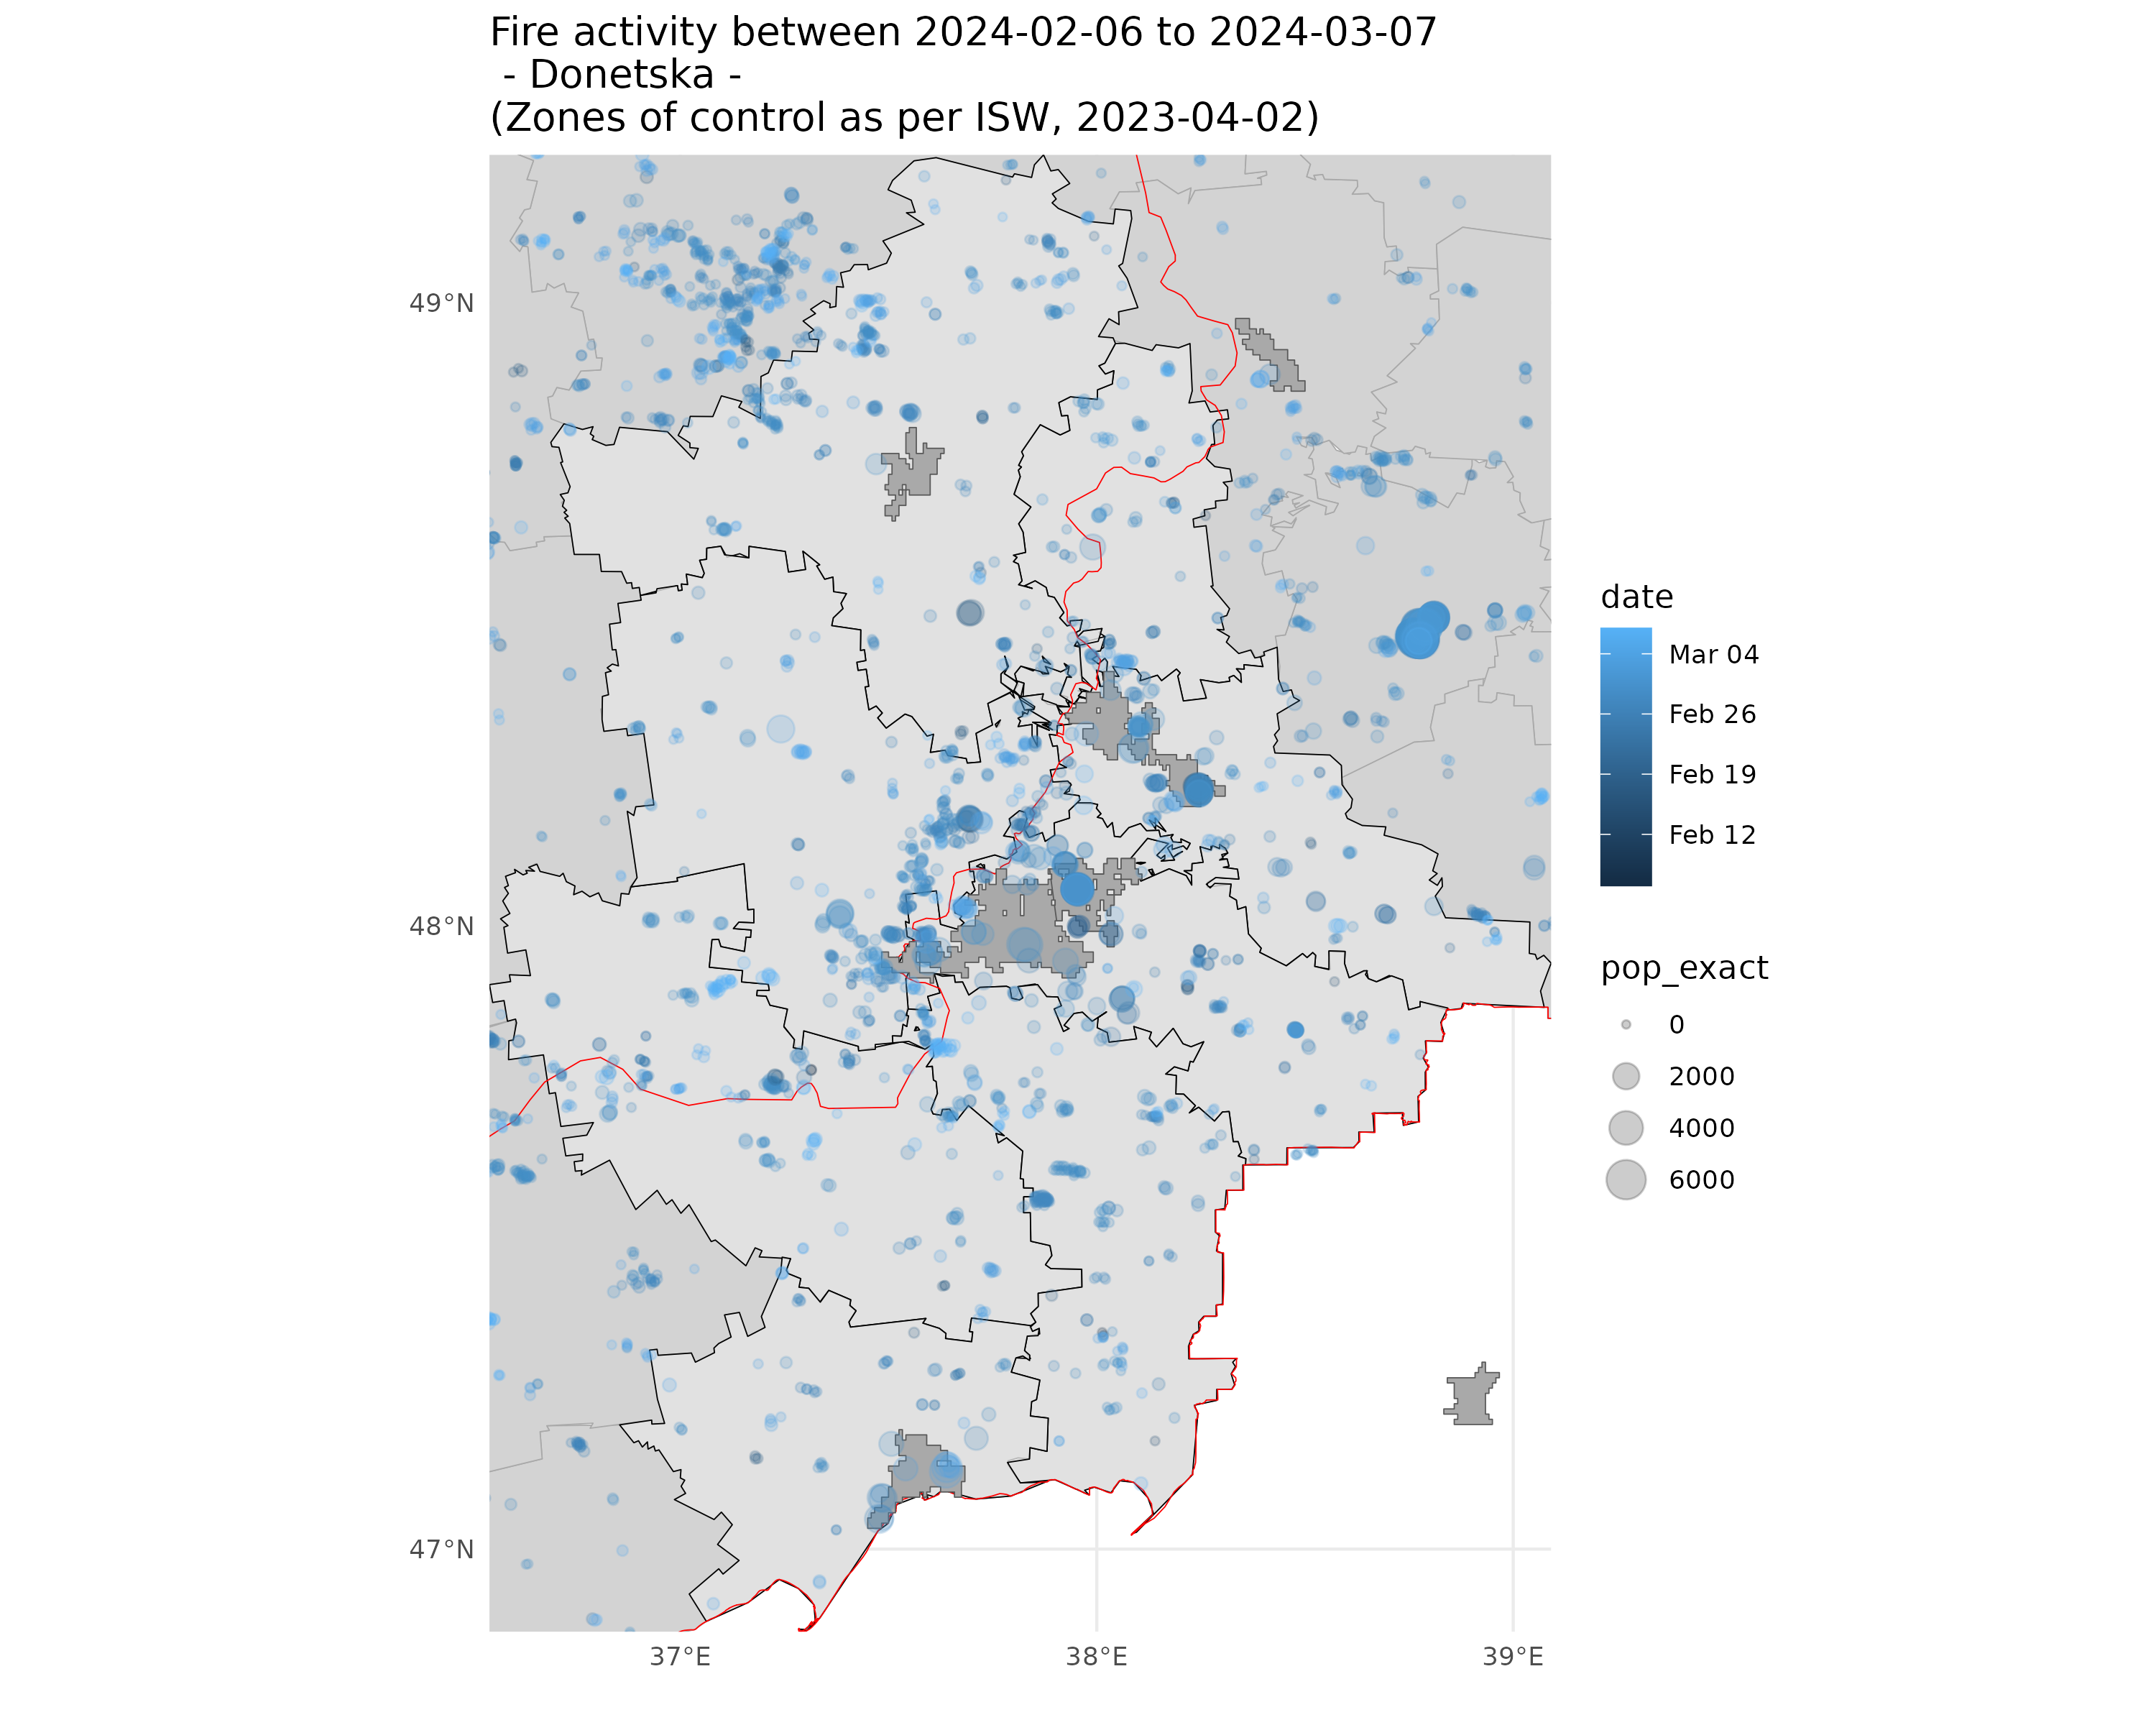 Fire activity between 2024-02-06 to 2024-03-07
- Donetska -
(Zones of control as per ISW, 2023-04-02)
49°N
48°N
47°N
37°E
38°E
39°E
date
Mar 04
Feb 26
Feb 19
Feb 12
pop_exact
0
2000
4000
6000